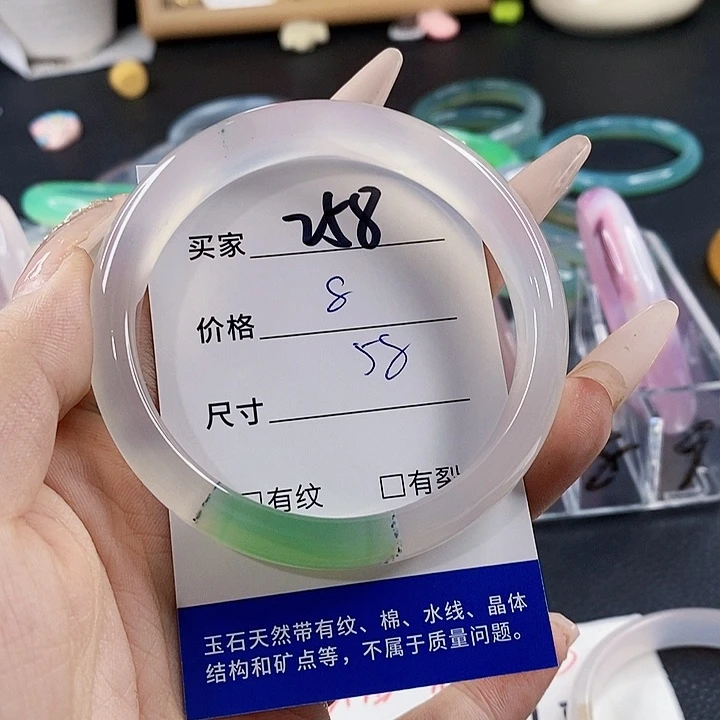 买家 258
价格 8
58
尺寸
□有纹 □有裂
玉石天然带有纹、棉、水线、晶体
结构和矿点等，不属于质量问题。